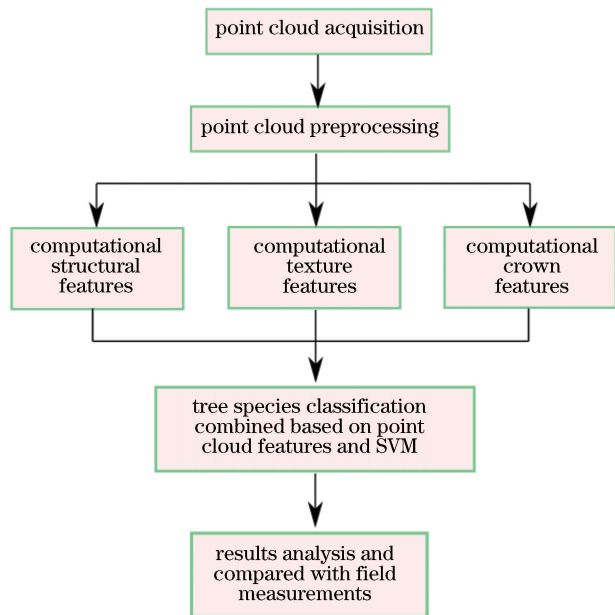 point cloud acquisition
point cloud preprocessing
computational
structural
features
computational
texture
features
computational
crown
features
tree species classification
combined based on point
cloud features and SVM
results analysis and
compared with field
measurements